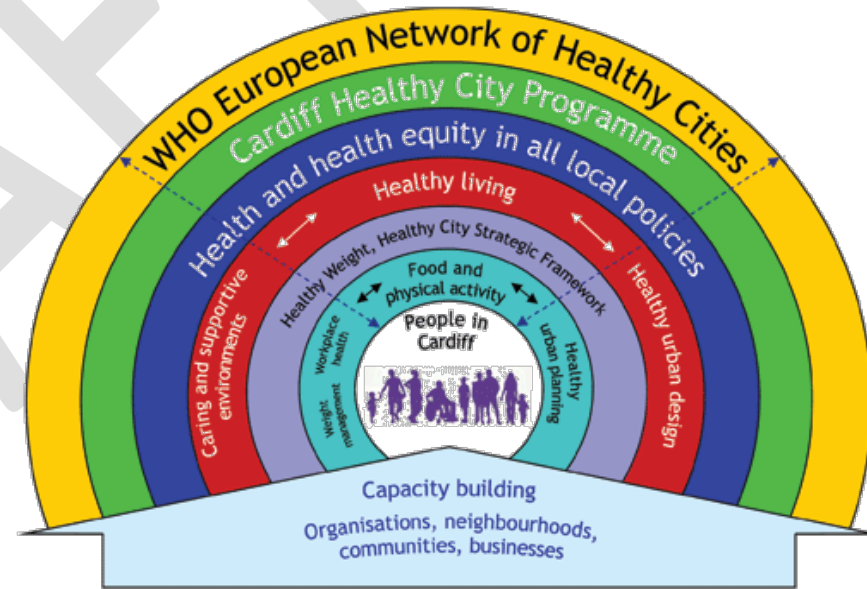 WHO European Network of Healthy Cities
Cardiff Healthy City Programme
Health and health equity in all local policies
Healthy living
Caring and supportive
environments
Healthy urban design
Healthy Weight, Healthy City Strategic Framework
Food and
physical activity
Workplace
health
Weight
management
Healthy
urban planning
People in
Cardiff
Capacity building
Organisations, neighbourhoods,
communities, businesses